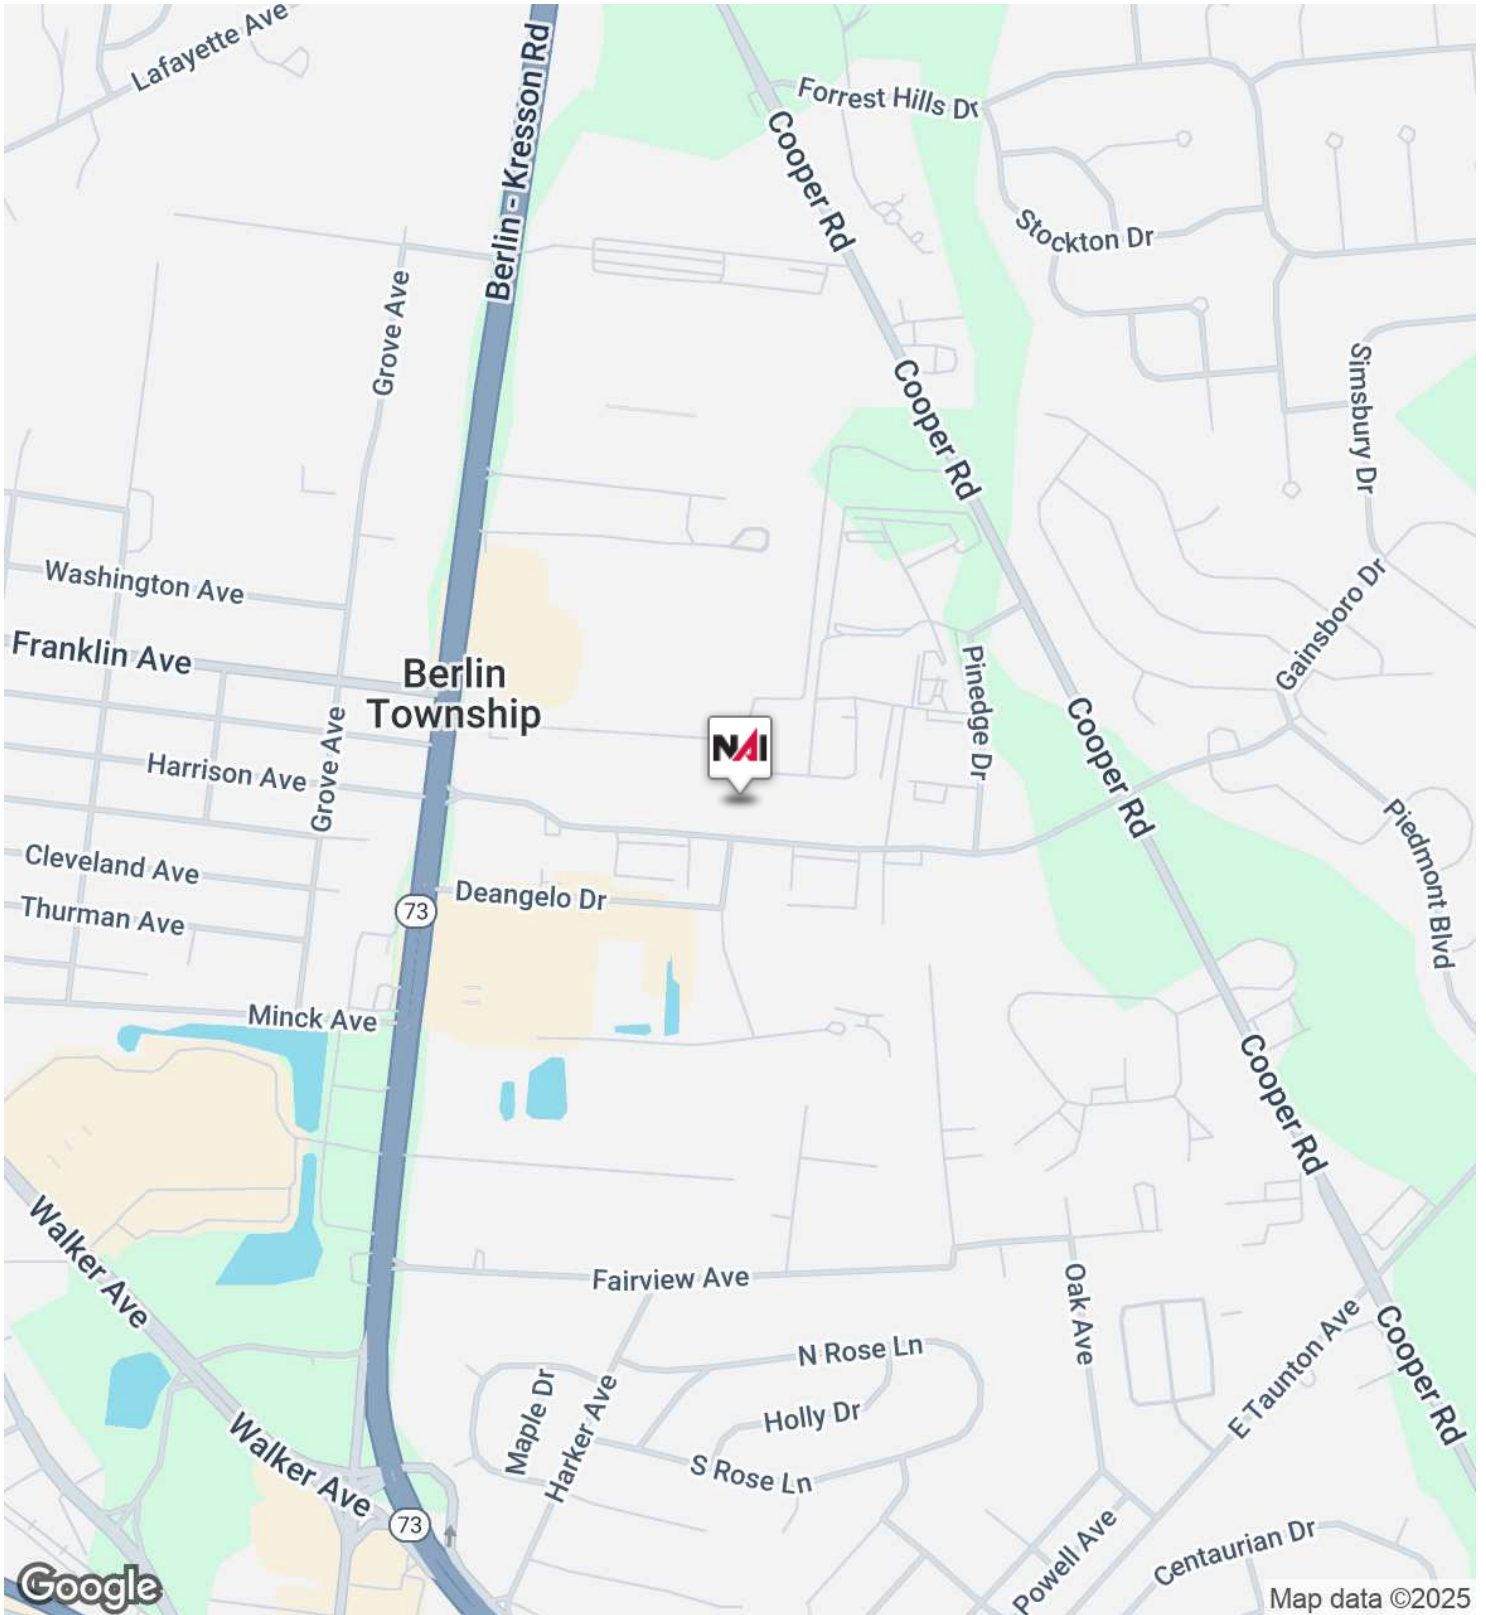 Lafayette Ave
Berlin - Kresson Rd
Forrest Hills Dr
Cooper Rd
Stockton Dr
Grove Ave
Cooper Rd
Simsbury Dr
Washington Ave
Gainsboro Dr
Franklin Ave
Berlin
Township
Pinedge Dr
Cooper Rd
NAI
Harrison Ave
Grove Ave
Piedmont Blvd
Cleveland Ave
Deangelo Dr
Thurman Ave
73
Minck Ave
Cooper Rd
Walker Ave
Fairview Ave
Oak Ave
N Rose Ln
E Taunton Ave
Cooper Rd
Maple Dr
Harker Ave
Holly Dr
Walker Ave
S Rose Ln
73
Powell Ave
Centaurian Dr
Google
Map data ©2025